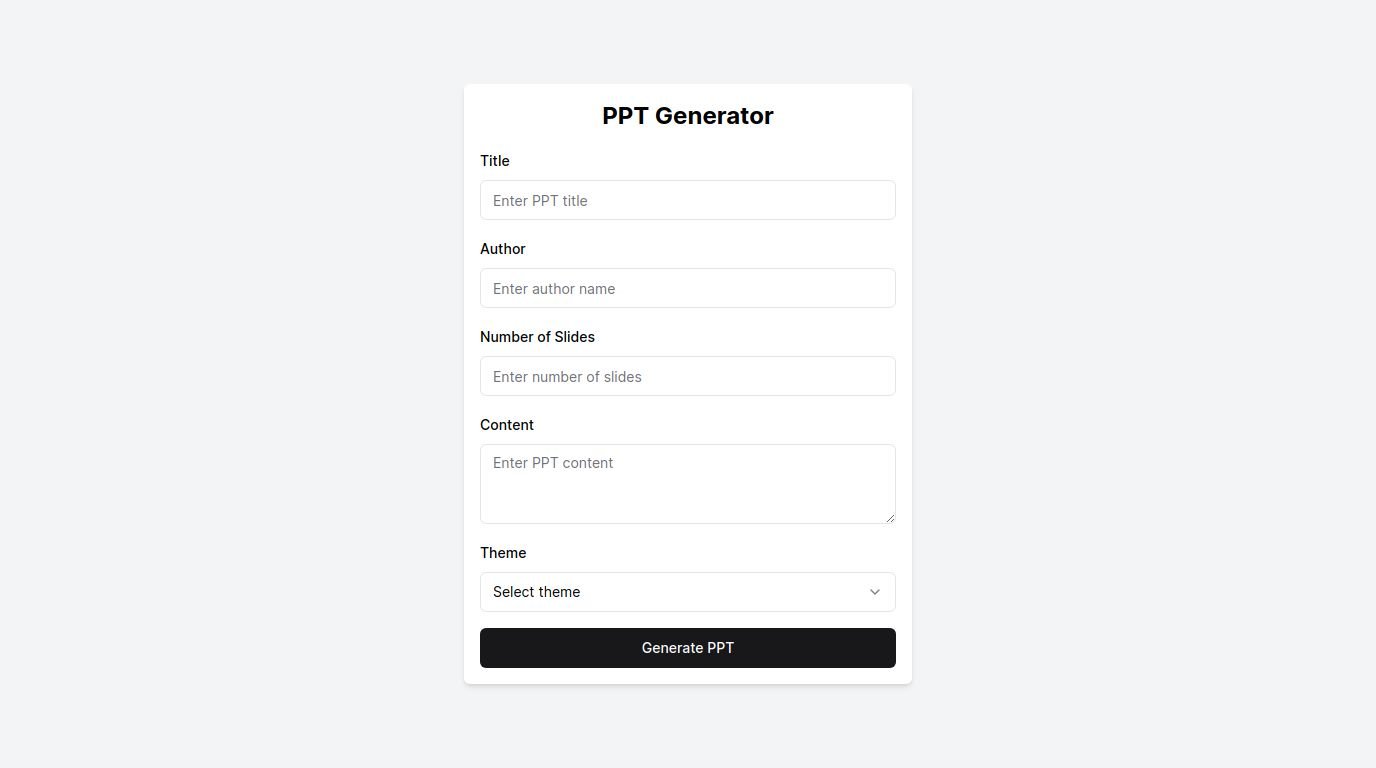 PPT Generator
Title
Enter PPT title
Author
Enter author name
Number of Slides
Enter number of slides
Content
Enter PPT content
Theme
Select theme
Generate PPT